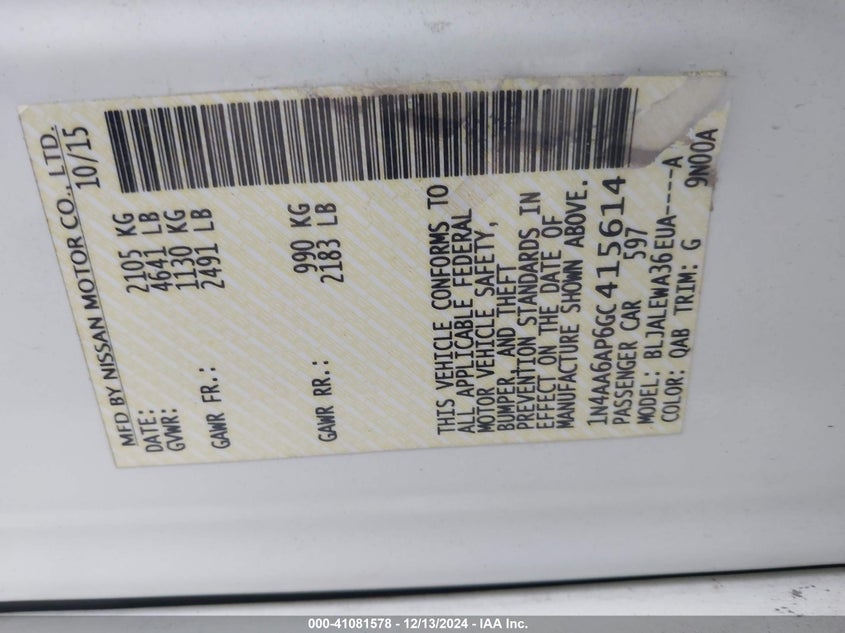 MFD BY NISSAN MOTOR CO., LTD.
DATE: 10/15
GVWR: 2105 KG
4641 LB
GAWR FR.: 1130 KG
2491 LB
GAWR RR.: 990 KG
2183 LB
THIS VEHICLE CONFORMS TO
ALL APPLICABLE FEDERAL
MOTOR VEHICLE SAFETY,
BUMPER, AND THEFT
PREVENTION STANDARDS IN
EFFECT ON THE DATE OF
MANUFACTURE SHOWN ABOVE.
1N4AA6AP6GC415614
PASSENGER CAR 597
MODEL: BLJALEWA36EUA----A
COLOR: QAB TRIM: G 9N00A
000-41081578 - 12/13/2024 - IAA Inc.